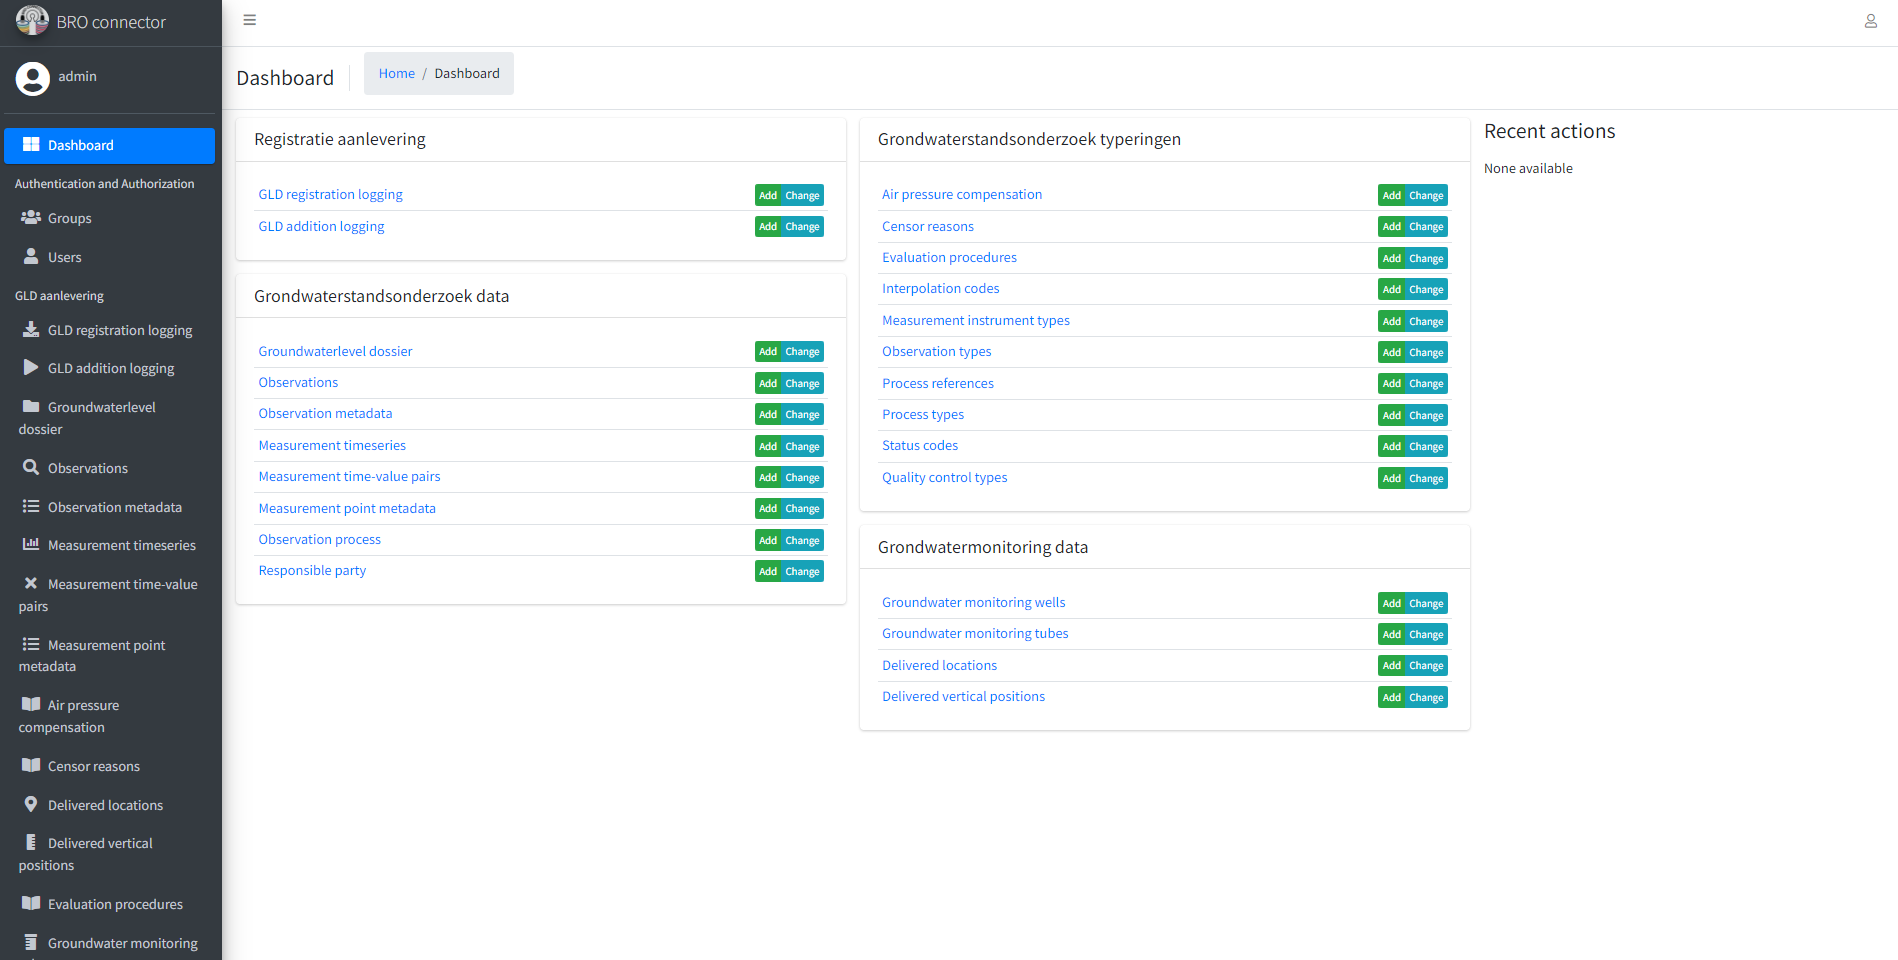 BRO connector
admin
Dashboard
Authentication and Authorization
Groups
Users
GLD aanlevering
GLD registration logging
GLD addition logging
Groundwaterlevel
dossier
Observations
Observation metadata
Measurement timeseries
Measurement time-value
pairs
Measurement point
metadata
Air pressure
compensation
Censor reasons
Delivered locations
Delivered vertical
positions
Evaluation procedures
Groundwater monitoring
Dashboard
Home / Dashboard
Registratie aanlevering
GLD registration logging Add Change
GLD addition logging Add Change
Grondwaterstandsonderzoek data
Groundwaterlevel dossier Add Change
Observations Add Change
Observation metadata Add Change
Measurement timeseries Add Change
Measurement time-value pairs Add Change
Measurement point metadata Add Change
Observation process Add Change
Responsible party Add Change
Grondwaterstandsonderzoek typeringen
Air pressure compensation Add Change
Censor reasons Add Change
Evaluation procedures Add Change
Interpolation codes Add Change
Measurement instrument types Add Change
Observation types Add Change
Process references Add Change
Process types Add Change
Status codes Add Change
Quality control types Add Change
Grondwatermonitoring data
Groundwater monitoring wells Add Change
Groundwater monitoring tubes Add Change
Delivered locations Add Change
Delivered vertical positions Add Change
Recent actions
None available